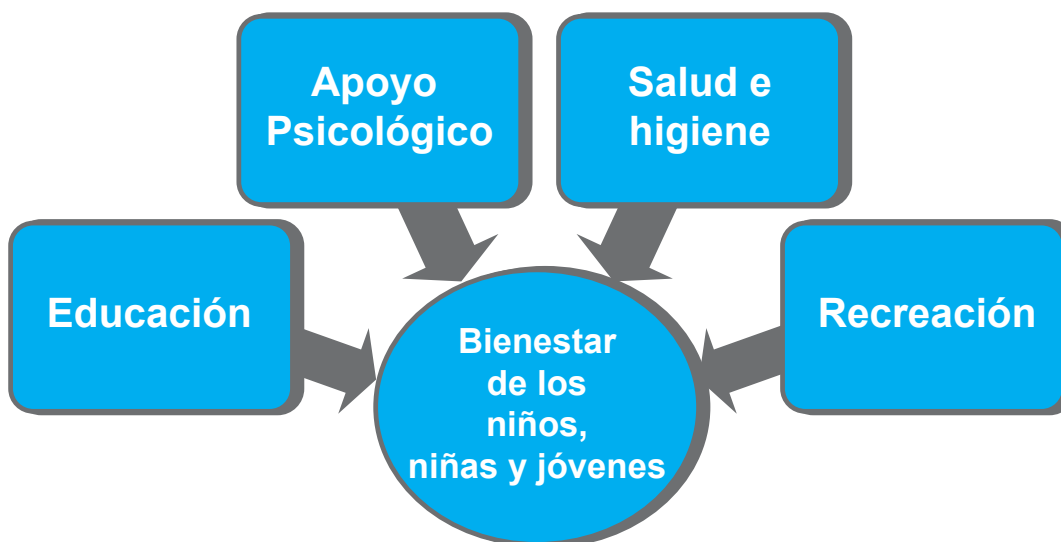 Apoyo
Psicológico
Salud e
higiene
Educación
Recreación
Bienestar
de los
niños,
niñas y jóvenes